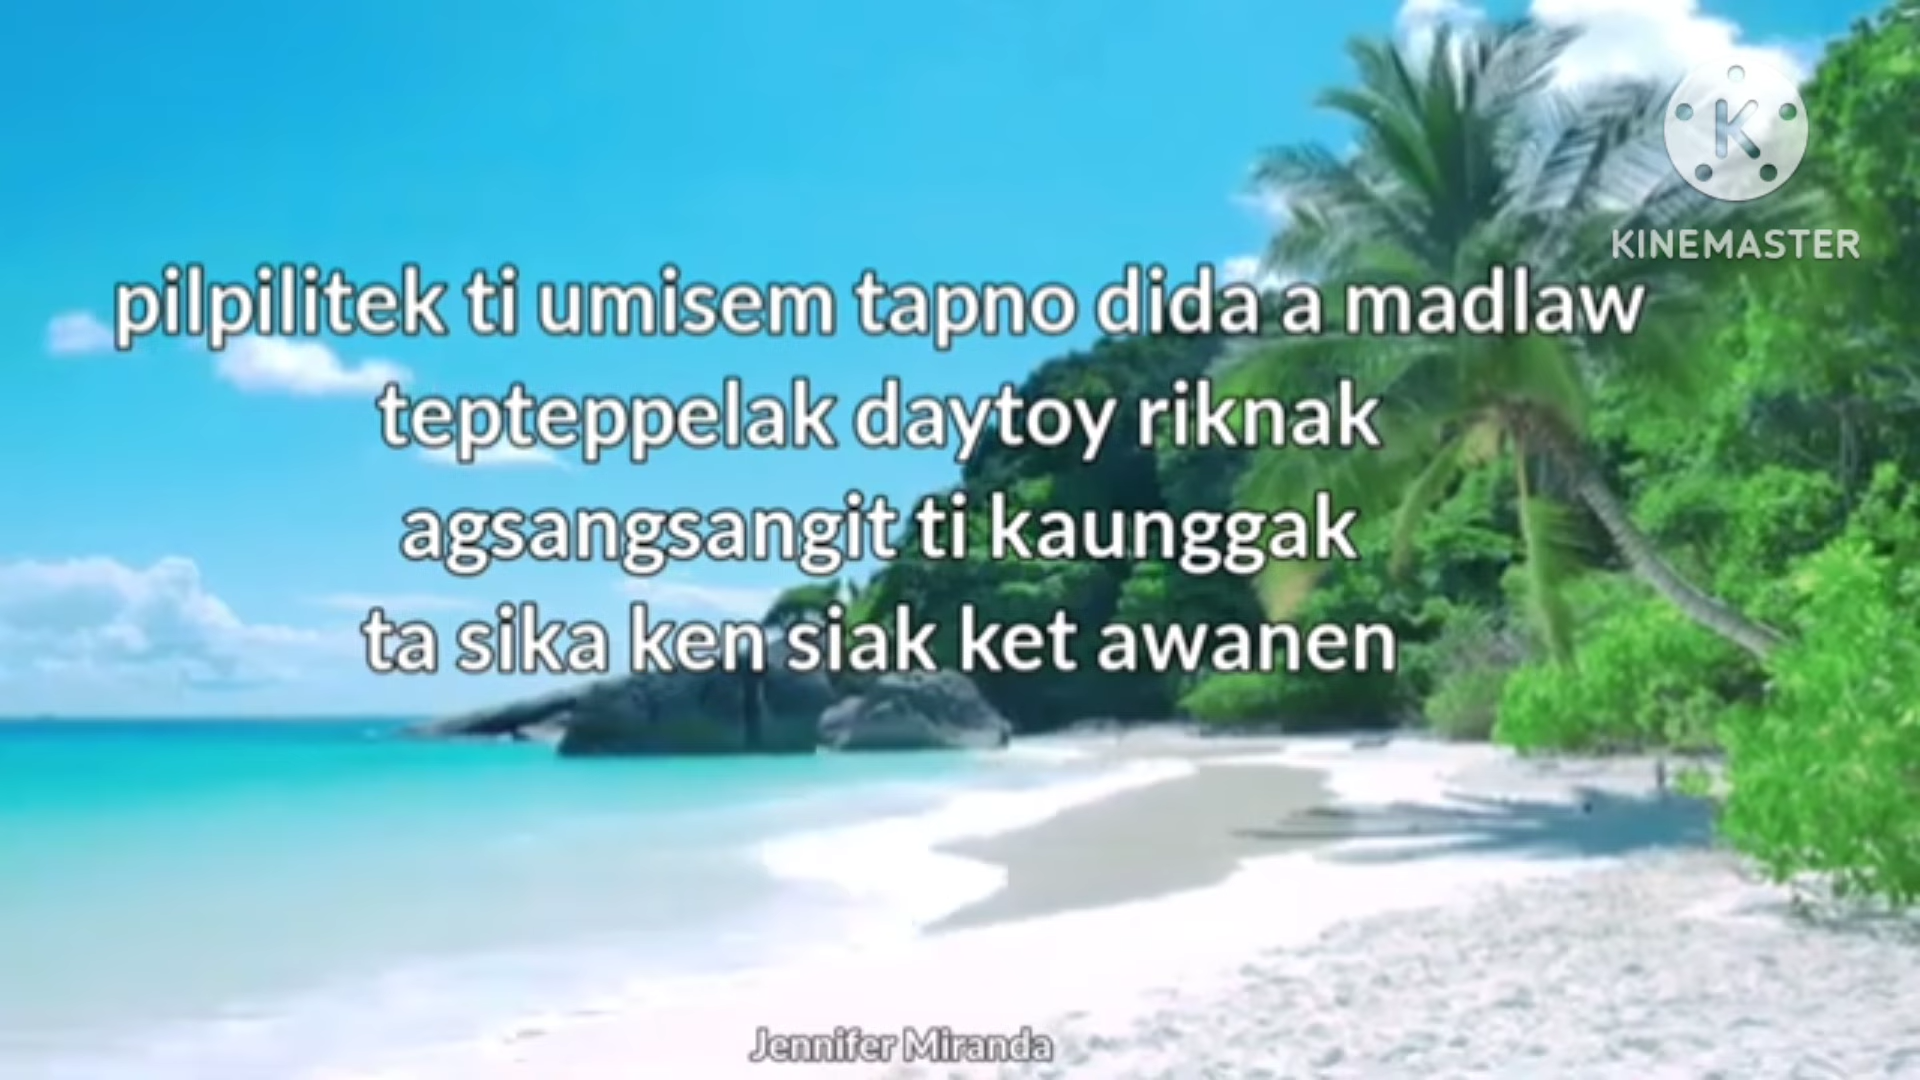 KINEMASTER
pilpilitek ti umisem tapno dida a madlaw
tepteppelak daytoy riknak
agsangsangit ti kaunggak
ta sika ken siak ket awanen
Jennifer Miranda